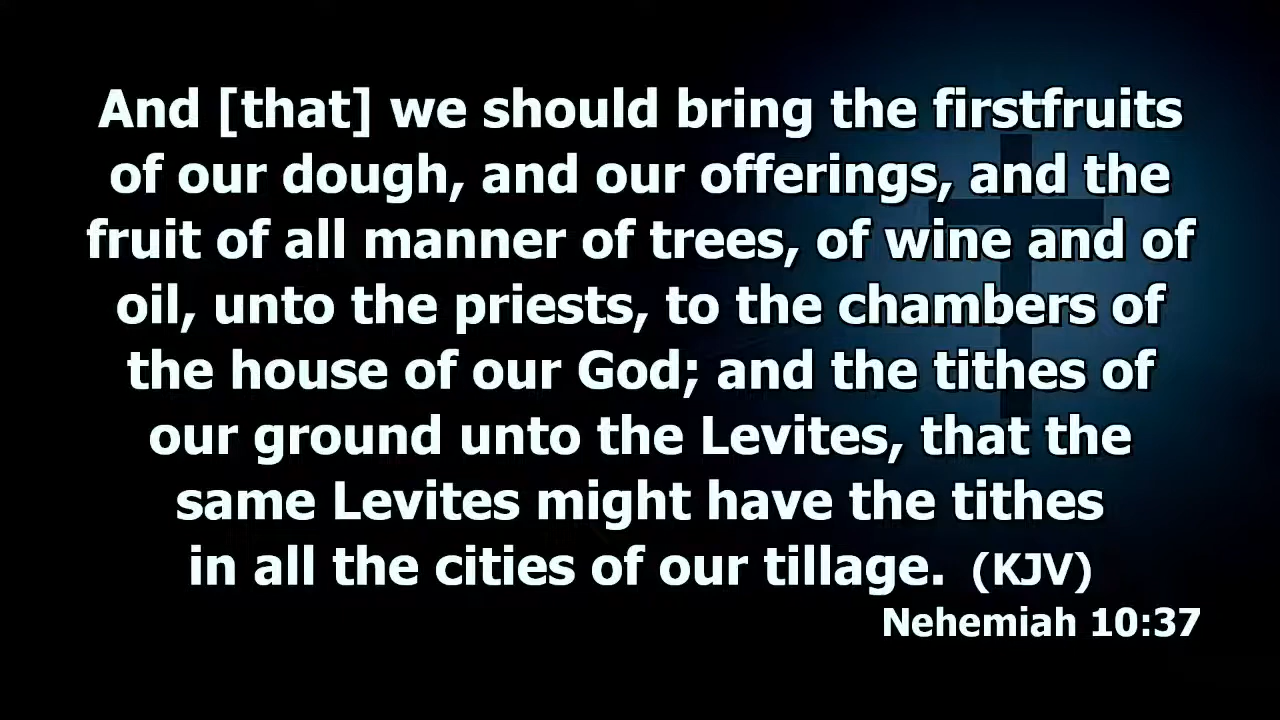 And [that] we should bring the firstfruits
of our dough, and our offerings, and the
fruit of all manner of trees, of wine and of
oil, unto the priests, to the chambers of
the house of our God; and the tithes of
our ground unto the Levites, that the
same Levites might have the tithes
in all the cities of our tillage. (KJV)
Nehemiah 10:37